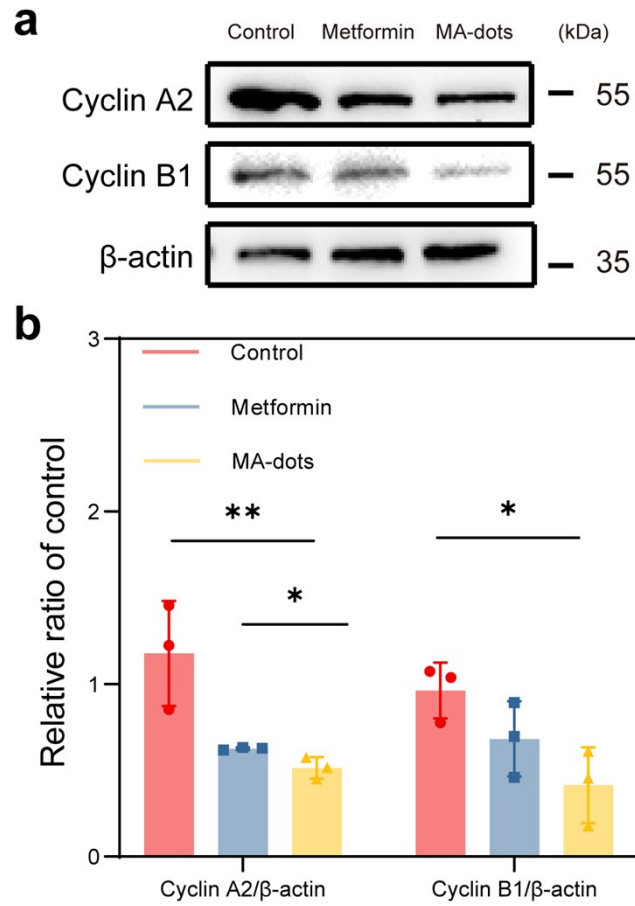 a
Control Metformin MA-dots (kDa)
Cyclin A2 55
Cyclin B1 55
β-actin 35
b
3
Control
Metformin
MA-dots
2
**
*
*
1
0
Relative ratio of control
Cyclin A2/β-actin Cyclin B1/β-actin